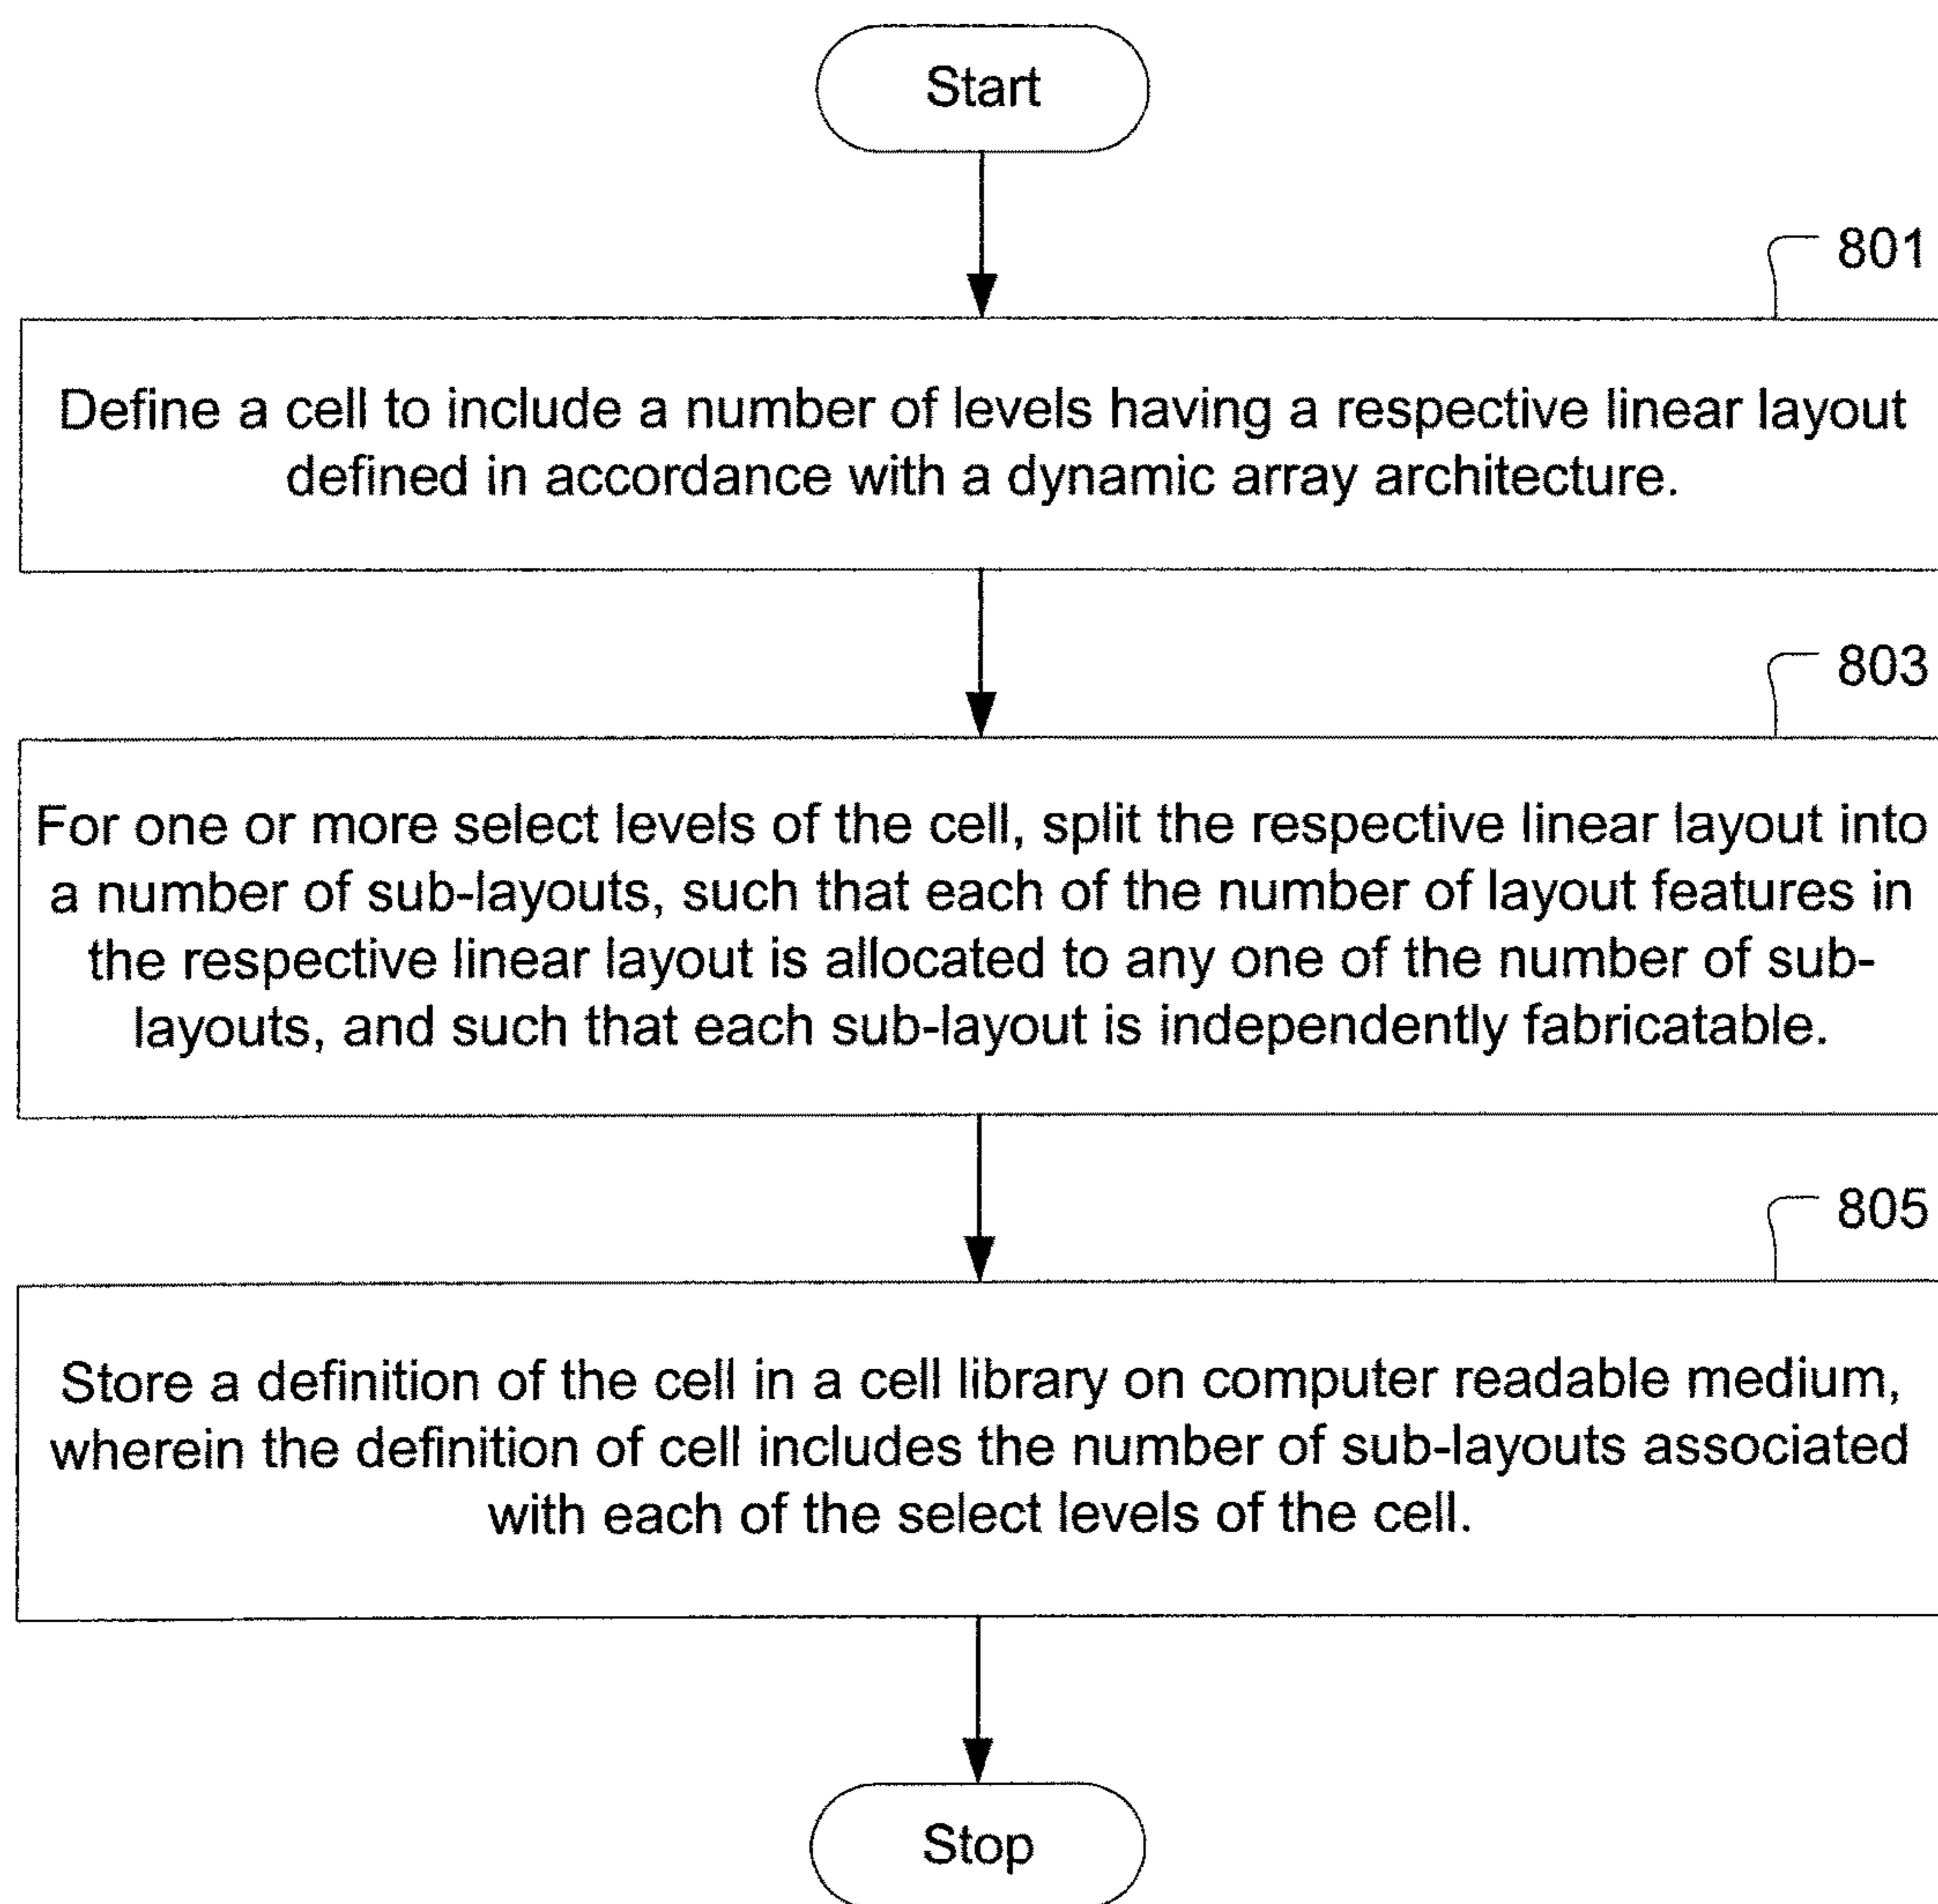 Start
801
Define a cell to include a number of levels having a respective linear layout
defined in accordance with a dynamic array architecture.
803
For one or more select levels of the cell, split the respective linear layout into
a number of sub-layouts, such that each of the number of layout features in
the respective linear layout is allocated to any one of the number of sub-
layouts, and such that each sub-layout is independently fabricatable.
805
Store a definition of the cell in a cell library on computer readable medium,
wherein the definition of cell includes the number of sub-layouts associated
with each of the select levels of the cell.
Stop